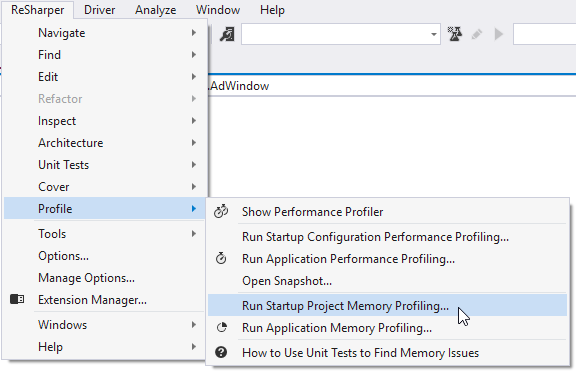 ReSharper Driver Analyze Window Help
.AdWindow
Navigate
Find
Edit
Refactor
Inspect
Architecture
Unit Tests
Cover
Profile
Tools
Options...
Manage Options...
Extension Manager...
Windows
Help
Show Performance Profiler
Run Startup Configuration Performance Profiling...
Run Application Performance Profiling...
Open Snapshot...
Run Startup Project Memory Profiling...
Run Application Memory Profiling...
How to Use Unit Tests to Find Memory Issues